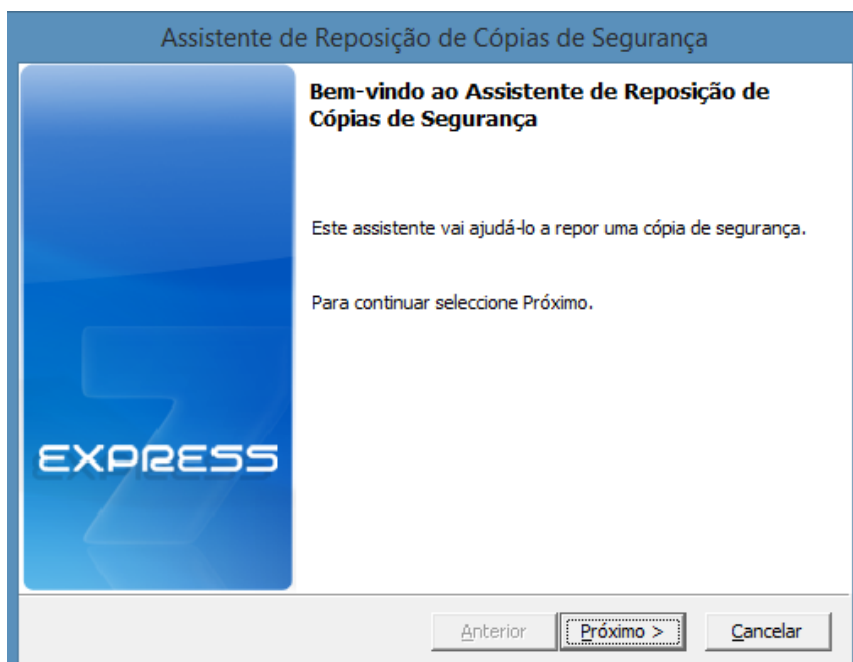 Assistente de Reposição de Cópias de Segurança
Bem-vindo ao Assistente de Reposição de
Cópias de Segurança
Este assistente vai ajudá-lo a repor uma cópia de segurança.
Para continuar seleccione Próximo.
7
EXPRESS
Anterior
Próximo >
Cancelar